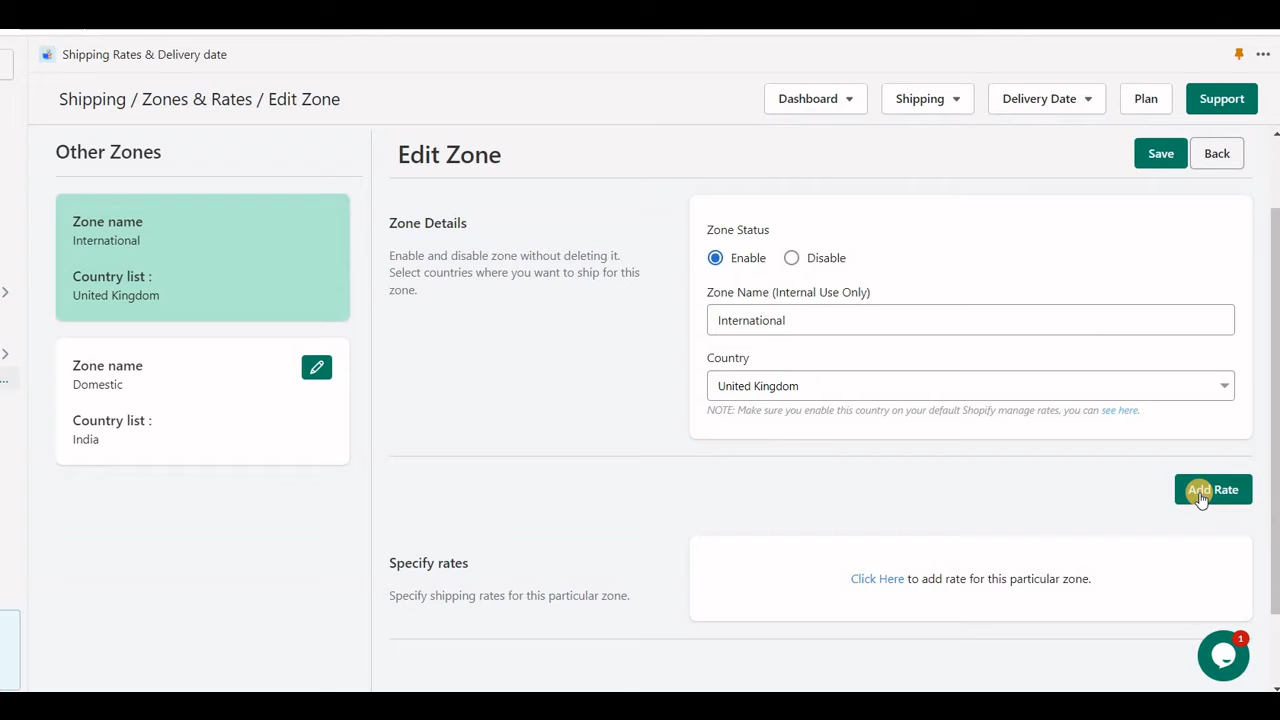 Shipping Rates & Delivery date
Shipping / Zones & Rates / Edit Zone
Dashboard
Shipping
Delivery Date
Plan
Support
Other Zones
Zone name
International
Country list :
United Kingdom
Zone name
Domestic
Country list :
India
Edit Zone
Save
Back
Zone Details
Enable and disable zone without deleting it.
Select countries where you want to ship for this
zone.
Zone Status
Enable
Disable
Zone Name (Internal Use Only)
International
Country
United Kingdom
NOTE: Make sure you enable this country on your default Shopify manage rates, you can see here.
Add Rate
Specify rates
Specify shipping rates for this particular zone.
Click Here to add rate for this particular zone.
1